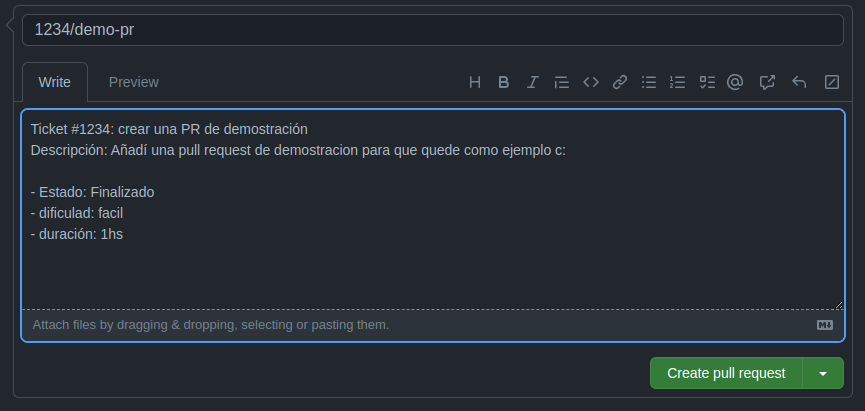 1234/demo-pr
Write Preview
Ticket #1234: crear una PR de demostración
Descripción: Añadí una pull request de demostracion para que quede como ejemplo c:
- Estado: Finalizado
- dificulad: facil
- duración: 1hs
Attach files by dragging & dropping, selecting or pasting them.
Create pull request